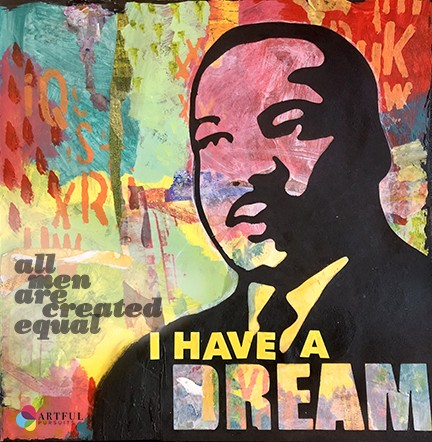 all
men
are
created
equal
I HAVE A
DREAM
ARTFUL
PURSUITS